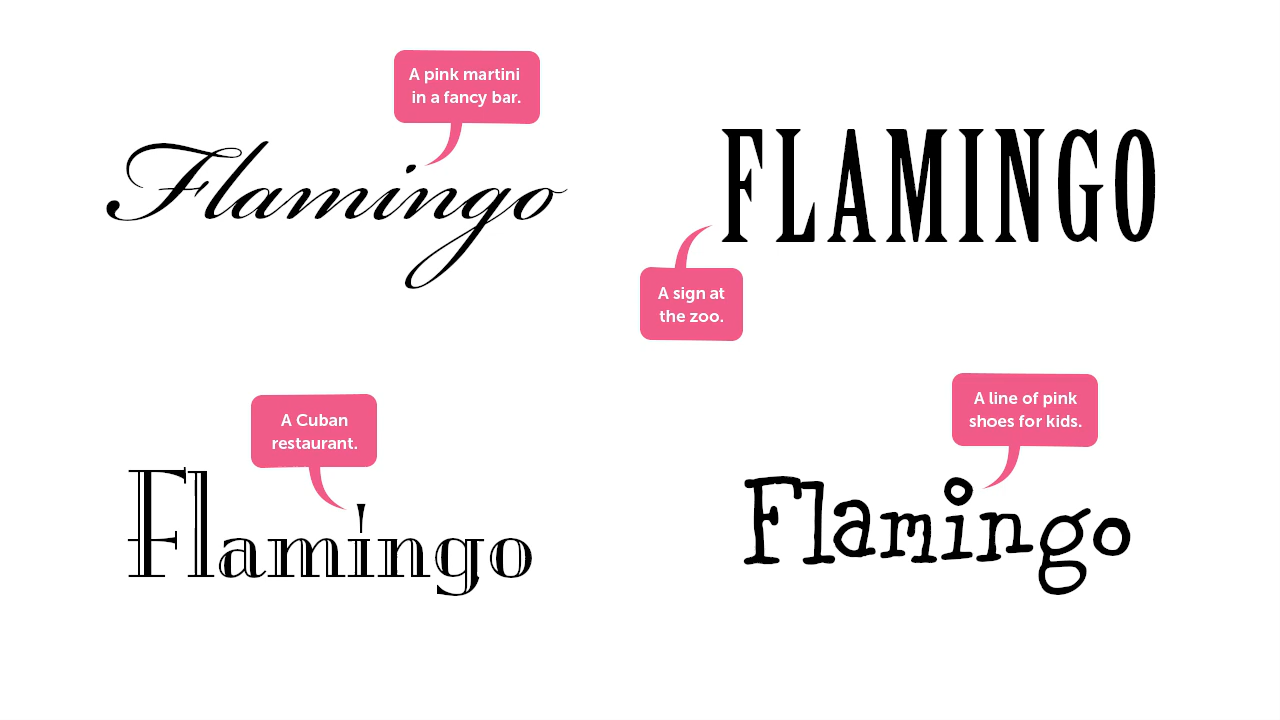 A pink martini
in a fancy bar.
Flamingo
FLAMINGO
A sign at
the zoo.
A Cuban
restaurant.
Flamingo
A line of pink
shoes for kids.
Flamingo